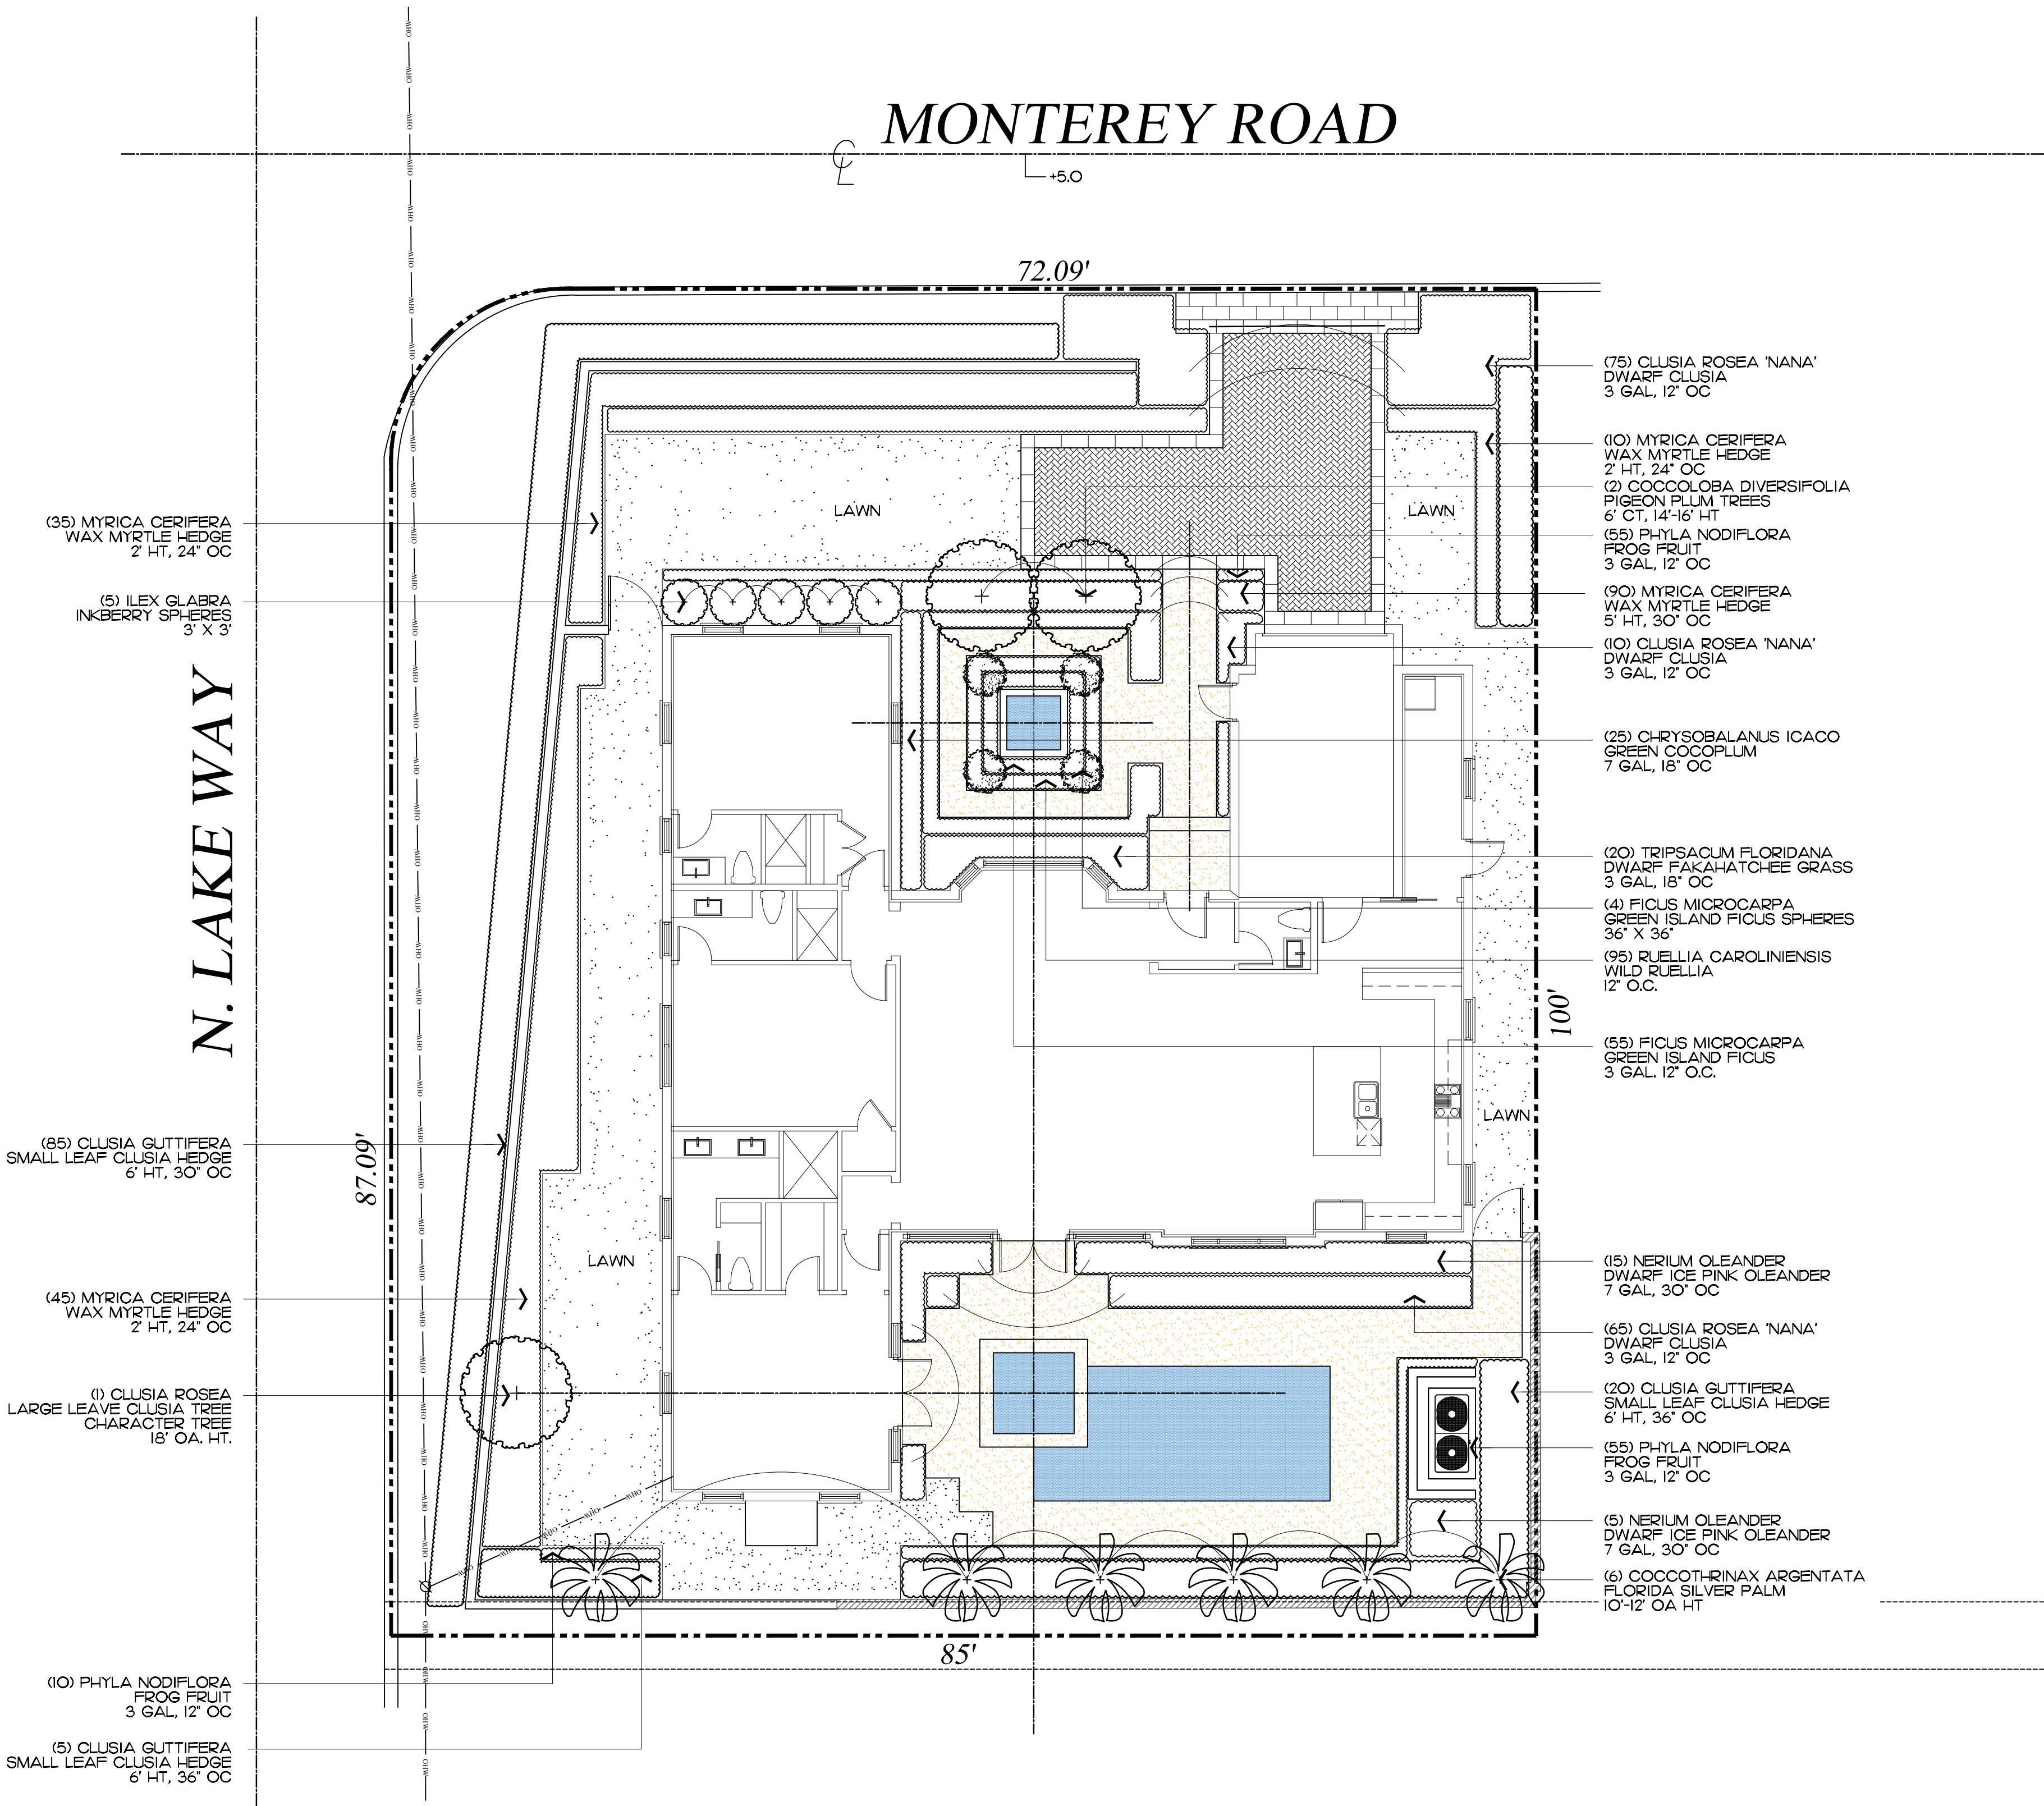 MONTEREY ROAD
℄
+5.0
72.09'
N. LAKE WAY
87.09'
100'
85'
(35) MYRICA CERIFERA
WAX MYRTLE HEDGE
2' HT, 24" OC
(5) ILEX GLABRA
INKBERRY SPHERES
3' X 3'
(85) CLUSIA GUTTIFERA
SMALL LEAF CLUSIA HEDGE
6' HT, 30" OC
(45) MYRICA CERIFERA
WAX MYRTLE HEDGE
2' HT, 24" OC
(1) CLUSIA ROSEA
LARGE LEAVE CLUSIA TREE
CHARACTER TREE
18' OA. HT.
(10) PHYLA NODIFLORA
FROG FRUIT
3 GAL, 12" OC
(5) CLUSIA GUTTIFERA
SMALL LEAF CLUSIA HEDGE
6' HT, 36" OC
LAWN
LAWN
LAWN
LAWN
(75) CLUSIA ROSEA 'NANA'
DWARF CLUSIA
3 GAL, 12" OC
(10) MYRICA CERIFERA
WAX MYRTLE HEDGE
2' HT, 24" OC
(2) COCCOLOBA DIVERSIFOLIA
PIGEON PLUM TREES
6' CT, 14'-16' HT
(55) PHYLA NODIFLORA
FROG FRUIT
3 GAL, 12" OC
(90) MYRICA CERIFERA
WAX MYRTLE HEDGE
5' HT, 30" OC
(10) CLUSIA ROSEA 'NANA'
DWARF CLUSIA
3 GAL, 12" OC
(25) CHRYSOBALANUS ICACO
GREEN COCOPLUM
7 GAL, 18" OC
(20) TRIPSACUM FLORIDANA
DWARF FAKAHATCHEE GRASS
3 GAL, 18" OC
(4) FICUS MICROCARPA
GREEN ISLAND FICUS SPHERES
36" X 36"
(95) RUELLIA CAROLINIENSIS
WILD RUELLIA
12" O.C.
(55) FICUS MICROCARPA
GREEN ISLAND FICUS
3 GAL. 12" O.C.
(15) NERIUM OLEANDER
DWARF ICE PINK OLEANDER
7 GAL, 30" OC
(65) CLUSIA ROSEA 'NANA'
DWARF CLUSIA
3 GAL, 12" OC
(20) CLUSIA GUTTIFERA
SMALL LEAF CLUSIA HEDGE
6' HT, 36" OC
(55) PHYLA NODIFLORA
FROG FRUIT
3 GAL, 12" OC
(5) NERIUM OLEANDER
DWARF ICE PINK OLEANDER
7 GAL, 30" OC
(6) COCCOTHRINAX ARGENTATA
FLORIDA SILVER PALM
10'-12' OA HT